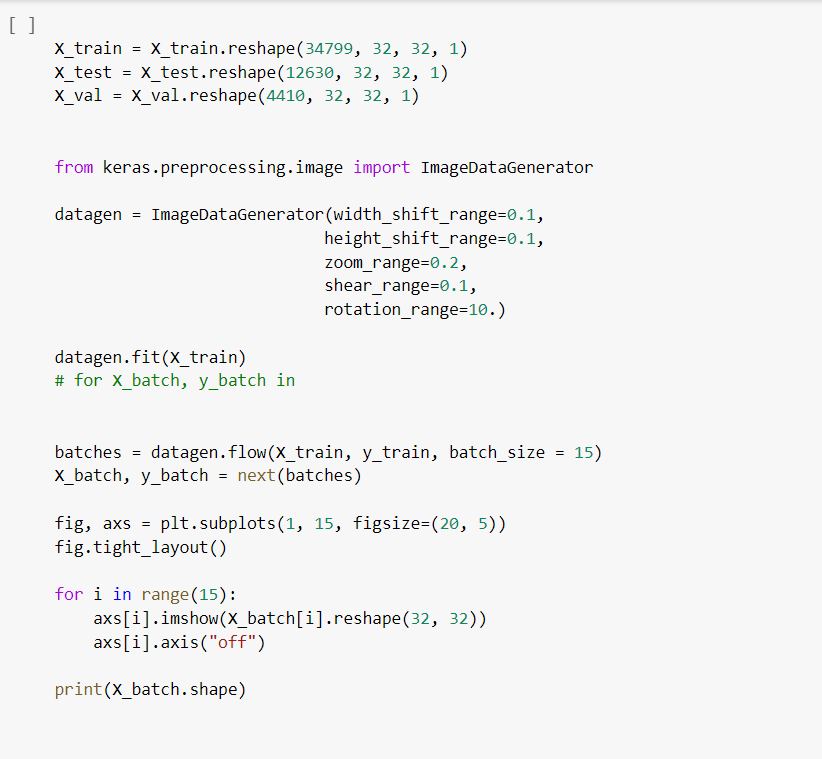 [ ]
X_train = X_train.reshape(34799, 32, 32, 1)
X_test = X_test.reshape(12630, 32, 32, 1)
X_val = X_val.reshape(4410, 32, 32, 1)
from keras.preprocessing.image import ImageDataGenerator
datagen = ImageDataGenerator(width_shift_range=0.1,
height_shift_range=0.1,
zoom_range=0.2,
shear_range=0.1,
rotation_range=10.)
datagen.fit(X_train)
# for X_batch, y_batch in
batches = datagen.flow(X_train, y_train, batch_size = 15)
X_batch, y_batch = next(batches)
fig, axs = plt.subplots(1, 15, figsize=(20, 5))
fig.tight_layout()
for i in range(15):
axs[i].imshow(X_batch[i].reshape(32, 32))
axs[i].axis("off")
print(X_batch.shape)